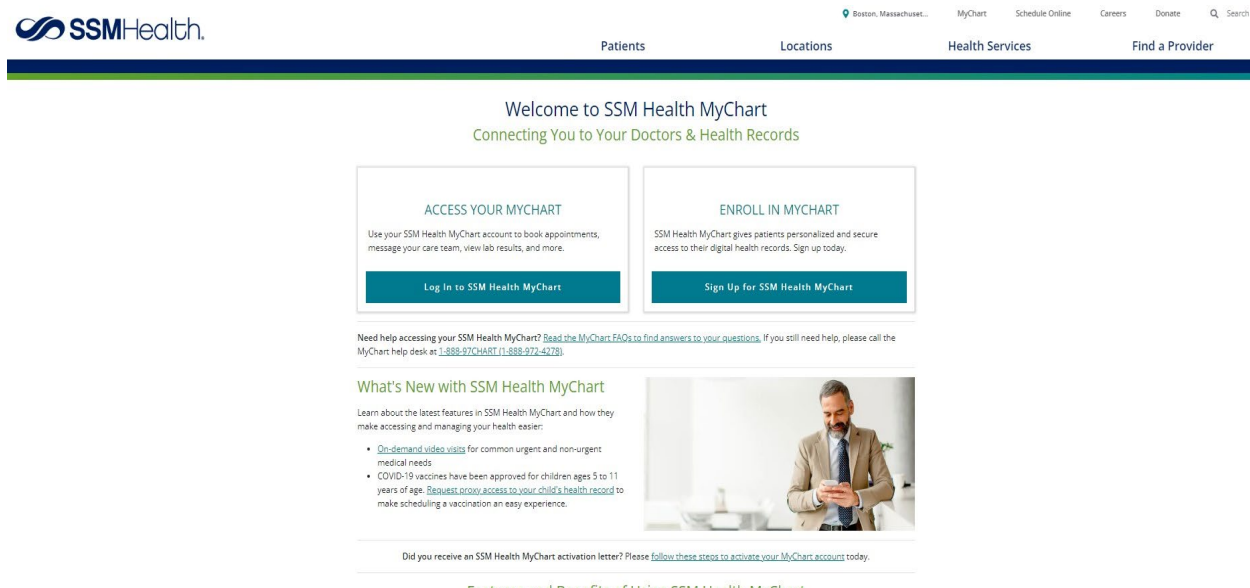 SSMHealth.
Boston, Massachuset... MyChart Schedule Online Careers Donate Search
Patients Locations Health Services Find a Provider
Welcome to SSM Health MyChart
Connecting You to Your Doctors & Health Records
ACCESS YOUR MYCHART
Use your SSM Health MyChart account to book appointments,
message your care team, view lab results, and more.
Log In to SSM Health MyChart
ENROLL IN MYCHART
SSM Health MyChart gives patients personalized and secure
access to their digital health records. Sign up today.
Sign Up for SSM Health MyChart
Need help accessing your SSM Health MyChart? Read the MyChart FAQs to find answers to your questions. If you still need help, please call the
MyChart help desk at 1-888-97CHART (1-888-972-4278).
What's New with SSM Health MyChart
Learn about the latest features in SSM Health MyChart and how they
make accessing and managing your health easier:
• On-demand video visits for common urgent and non-urgent
medical needs
• COVID-19 vaccines have been approved for children ages 5 to 11
years of age. Request proxy access to your child's health record to
make scheduling a vaccination an easy experience.
Did you receive an SSM Health MyChart activation letter? Please follow these steps to activate your MyChart account today.
Features and Benefits of Using SSM Health MyChart